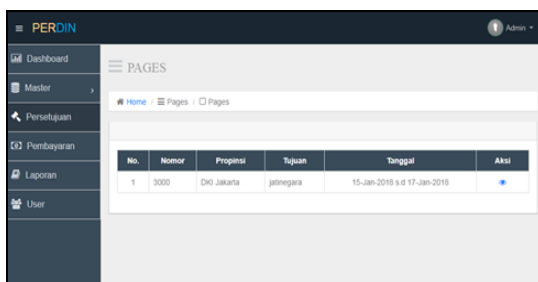 PERDIN
Admin
Dashboard
Master
Persetujuan
Pembayaran
Laporan
User
PAGES
Home / Pages / Pages
No. Nomor Propinsi Tujuan Tanggal Aksi
1 3000 DKI Jakarta jatinegara 15-Jan-2018 s.d 17-Jan-2018